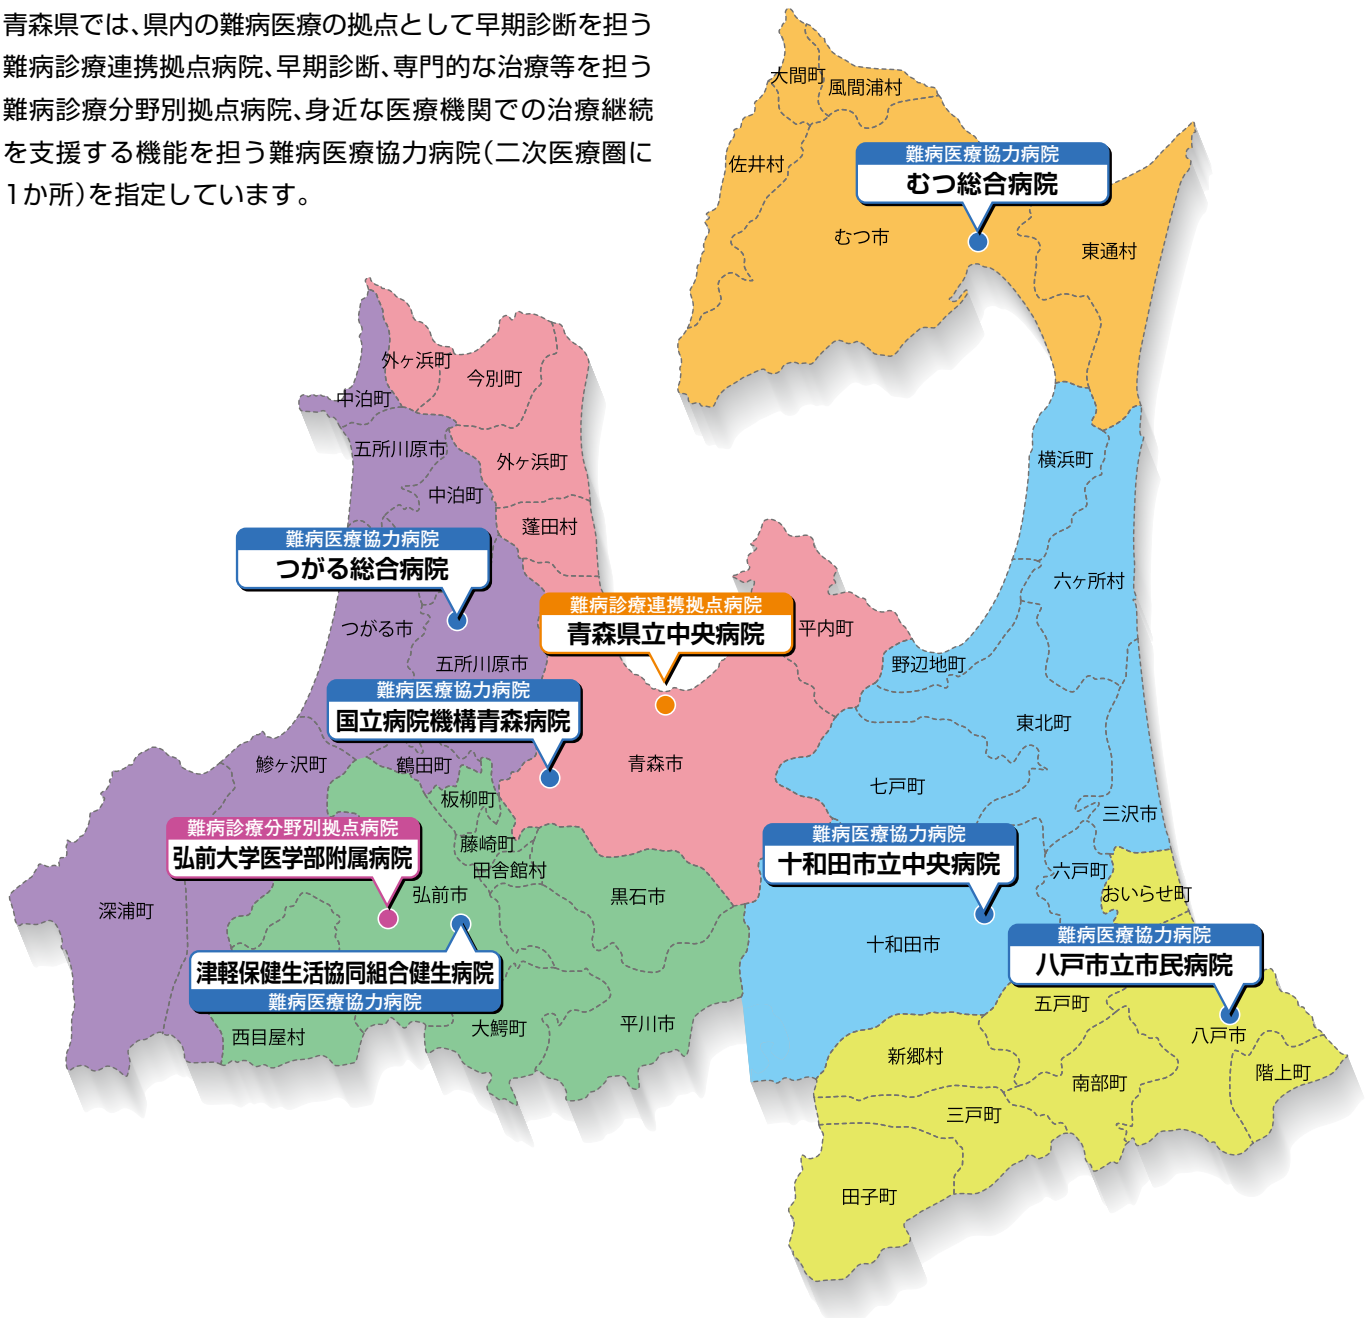 青森県では、県内の難病医療の拠点として早期診断を担う
難病診療連携拠点病院、早期診断、専門的な治療等を担う
難病診療分野別拠点病院、身近な医療機関での治療継続
を支援する機能を担う難病医療協力病院（二次医療圏に
1か所）を指定しています。
大間町
風間浦村
佐井村
難病医療協力病院
むつ総合病院
むつ市
東通村
外ヶ浜町
今別町
中泊町
五所川原市
外ヶ浜町
横浜町
中泊町
蓬田村
難病医療協力病院
つがる総合病院
六ヶ所村
難病診療連携拠点病院
青森県立中央病院
つがる市
平内町
五所川原市
野辺地町
難病医療協力病院
国立病院機構青森病院
東北町
鰺ヶ沢町
鶴田町
青森市
七戸町
板柳町
三沢市
難病診療分野別拠点病院
弘前大学医学部附属病院
藤崎町
田舎館村
難病医療協力病院
十和田市立中央病院
六戸町
おいらせ町
弘前市
黒石市
深浦町
十和田市
難病医療協力病院
八戸市立市民病院
津軽保健生活協同組合健生病院
難病医療協力病院
五戸町
西目屋村
大鰐町
平川市
八戸市
新郷村
南部町
階上町
三戸町
田子町